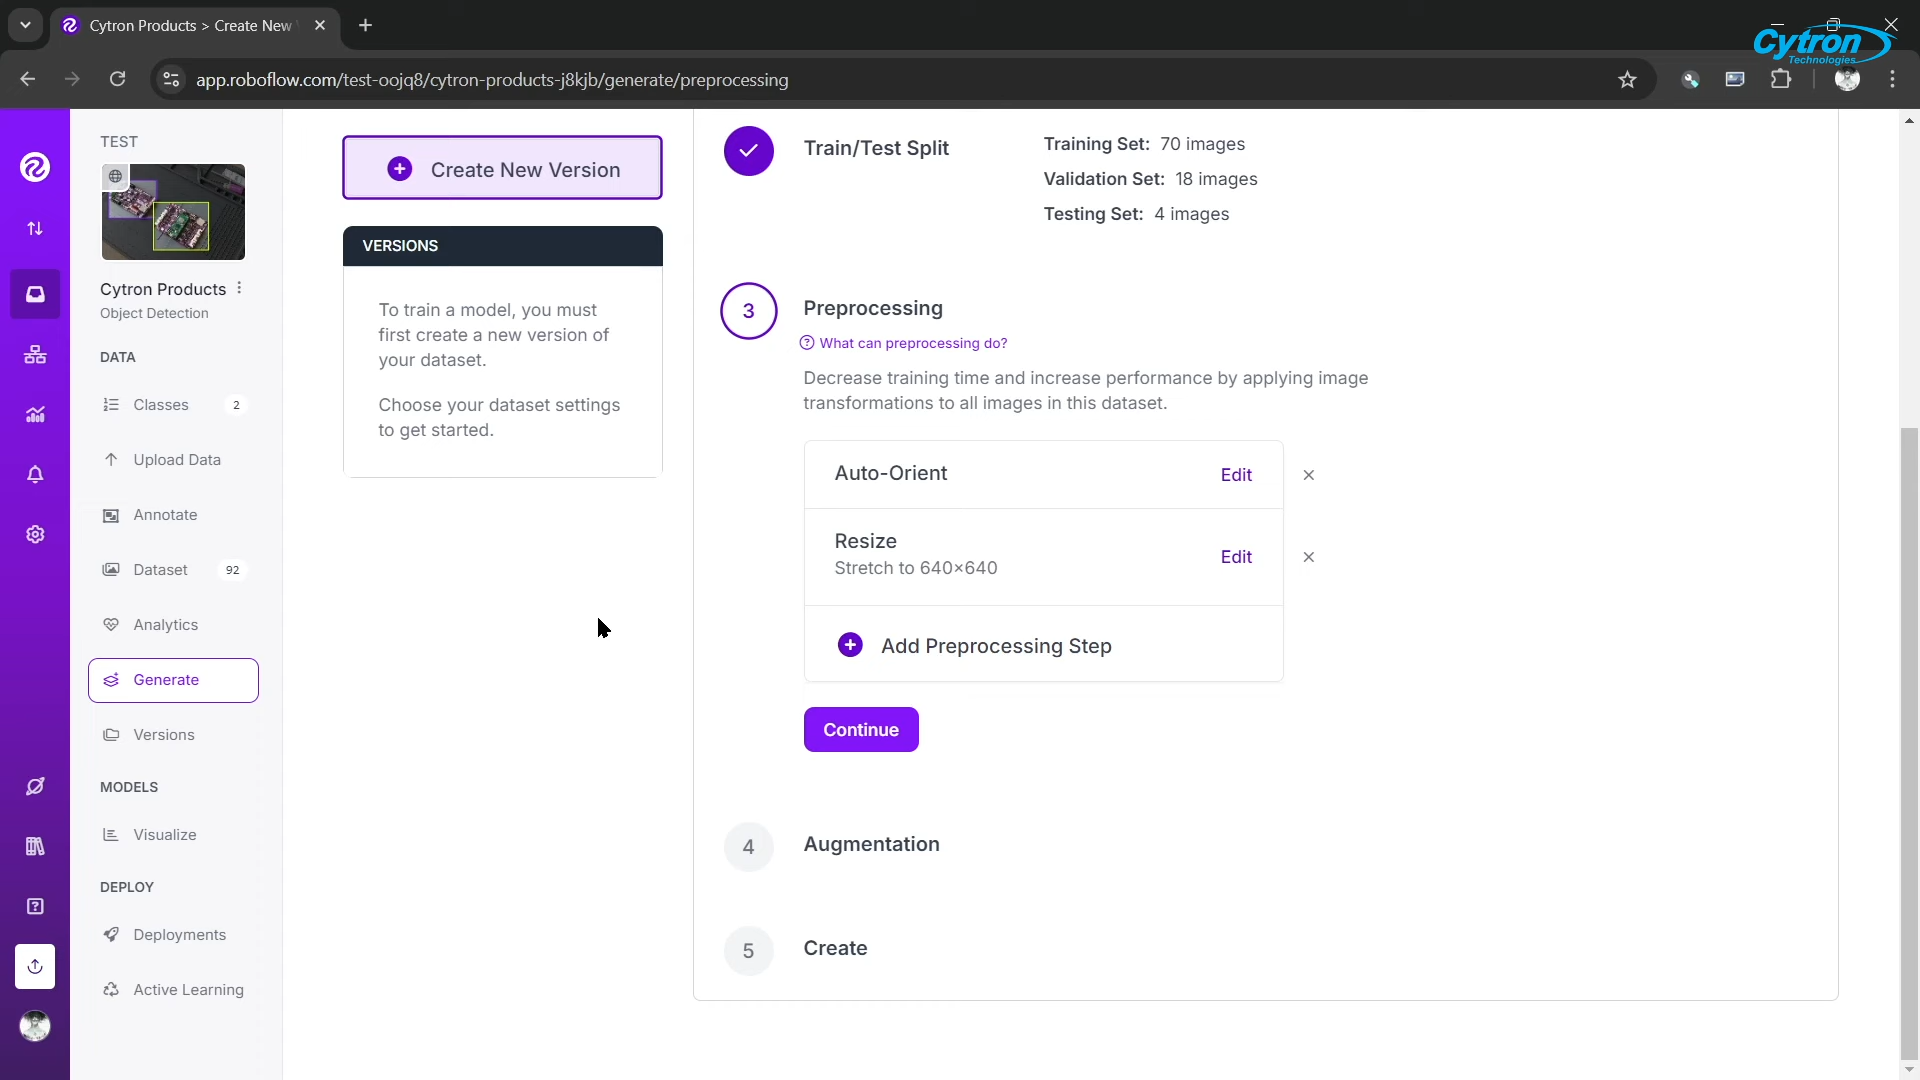 Cytron Products > Create New
Cytron
Technologies
app.roboflow.com/test-oojq8/cytron-products-j8kjb/generate/preprocessing
TEST
Cytron Products
Object Detection
DATA
Classes 2
Upload Data
Annotate
Dataset 92
Analytics
Generate
Versions
MODELS
Visualize
DEPLOY
Deployments
Active Learning
Create New Version
VERSIONS
To train a model, you must
first create a new version of
your dataset.
Choose your dataset settings
to get started.
Train/Test Split
Training Set: 70 images
Validation Set: 18 images
Testing Set: 4 images
3 Preprocessing
What can preprocessing do?
Decrease training time and increase performance by applying image
transformations to all images in this dataset.
Auto-Orient Edit
Resize
Stretch to 640×640 Edit
Add Preprocessing Step
Continue
4 Augmentation
5 Create